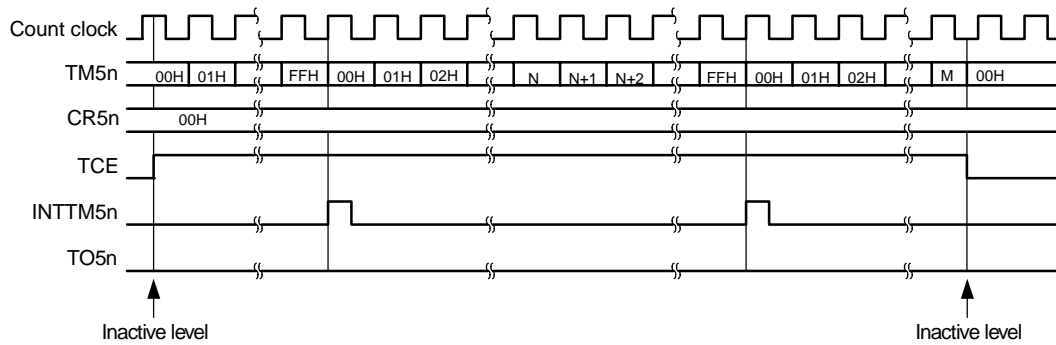 Count clock
TM5n 00H 01H FFH 00H 01H 02H N N+1 N+2 FFH 00H 01H 02H M 00H
CR5n 00H
TCE
INTTM5n
TO5n
Inactive level Inactive level